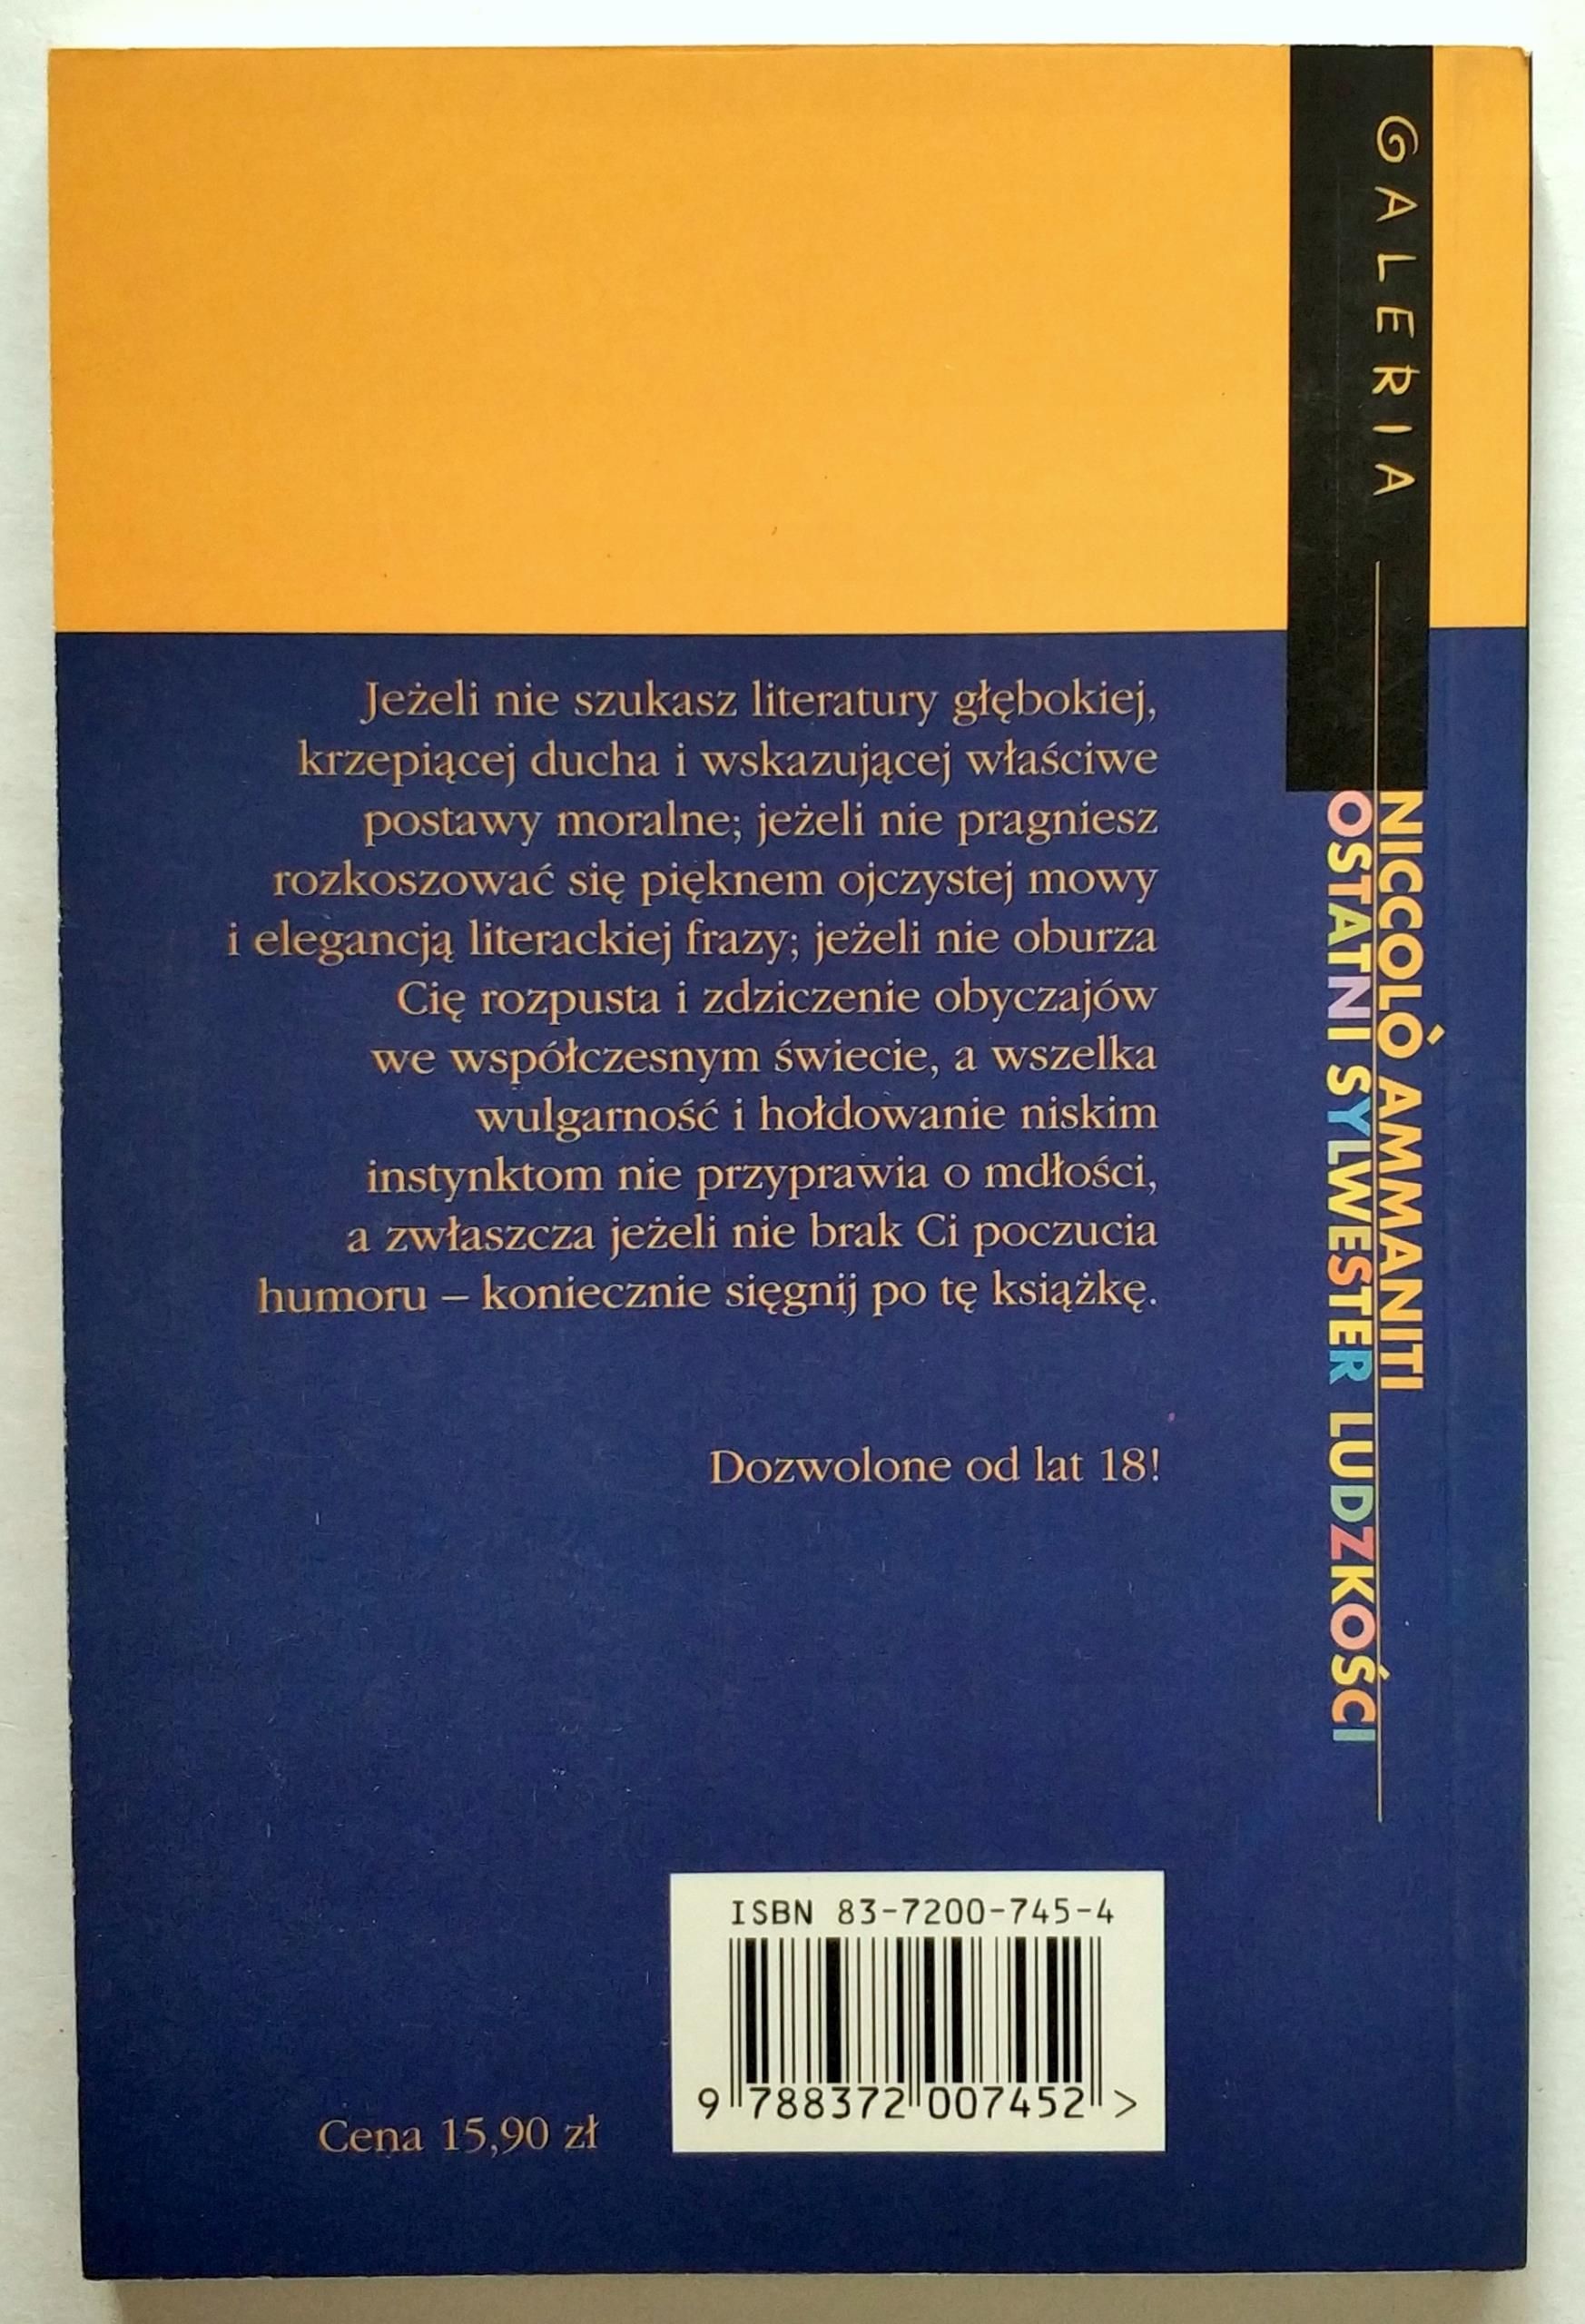 GALERIA
NICCOLÓ AMMANITI
OSTATNI SYLWESTER LUDZKOŚCI
Jeżeli nie szukasz literatury głębokiej,
krzepiącej ducha i wskazującej właściwe
postawy moralne; jeżeli nie pragniesz
rozkoszować się pięknem ojczystej mowy
i elegancją literackiej frazy; jeżeli nie oburza
Cię rozpusta i zdziczenie obyczajów
we współczesnym świecie, a wszelka
wulgarność i hołdowanie niskim
instynktom nie przyprawia o mdłości,
a zwłaszcza jeżeli nie brak Ci poczucia
humoru – koniecznie sięgnij po tę książkę.
Dozwolone od lat 18!
ISBN 83-7200-745-4
9 788372 007452 >
Cena 15,90 zł